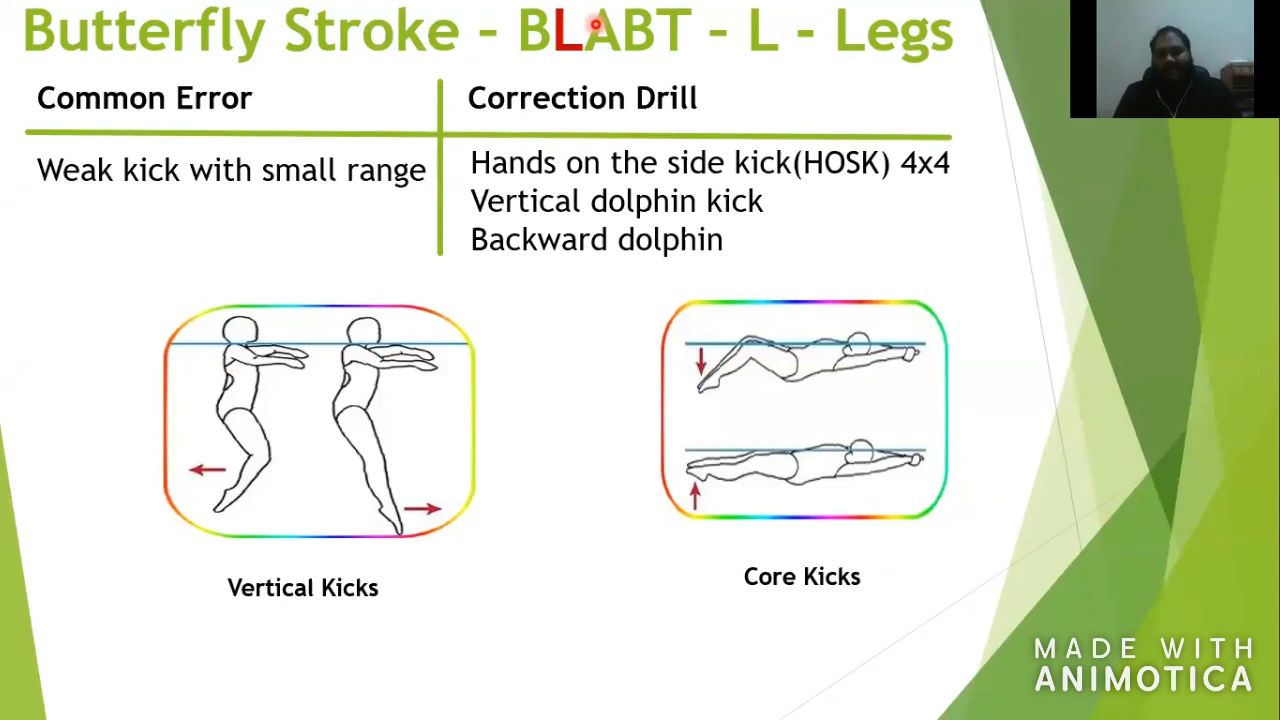 Butterfly Stroke - BLABT - L - Legs
Common Error
Correction Drill
Weak kick with small range
Hands on the side kick(HOSK) 4x4
Vertical dolphin kick
Backward dolphin
Vertical Kicks
Core Kicks
MADE WITH
ANIMOTICA